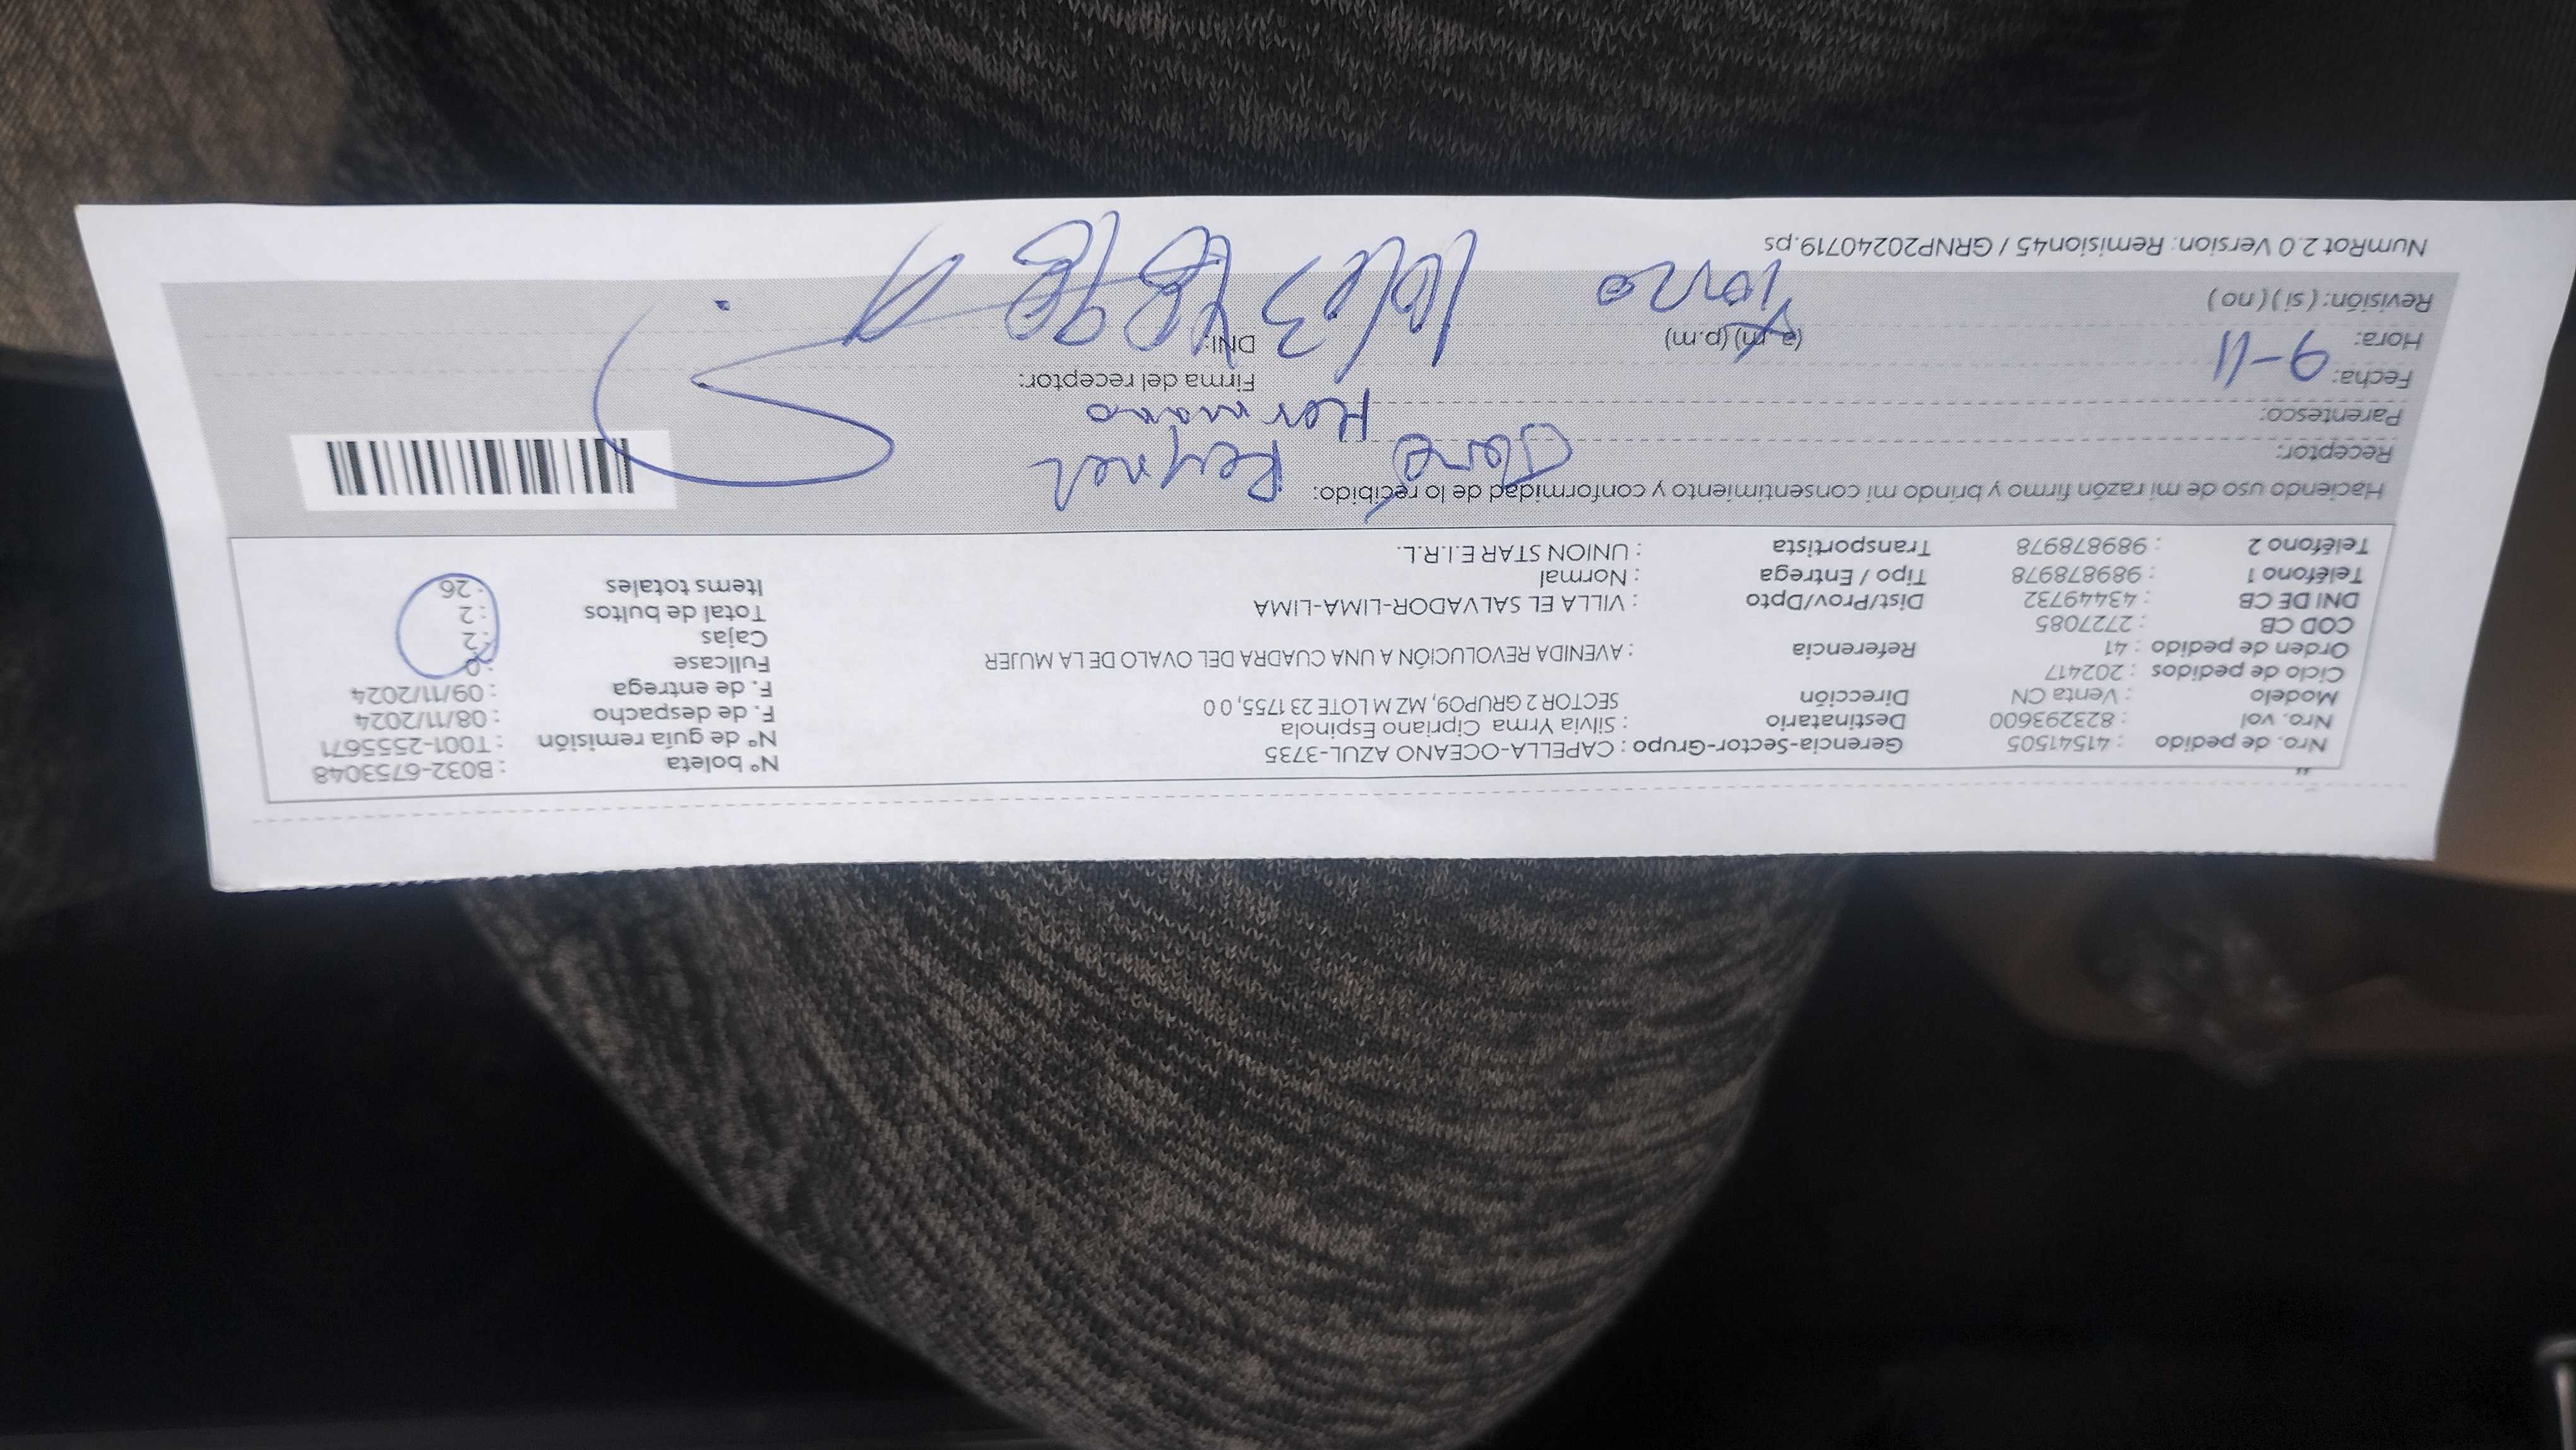 Nro. de pedido : 41541505 Gerencia-Sector-Grupo : CAPELLA-OCEANO AZUL-3735 Nº boleta : B032-6753048
Nro. vol : 823293600 Destinatario : Silvia Yrma Cipriano Espinola Nº de guía remisión : T001-2555671
Modelo : Venta CN Dirección SECTOR 2 GRUPO9, MZ M LOTE 23 1755, 0 0 F. de despacho : 08/11/2024
Ciclo de pedidos : 202417 F. de entrega : 09/11/2024
Orden de pedido : 41 Referencia : AVENIDA REVOLUCIÓN A UNA CUADRA DEL OVALO DE LA MUJER Fullcase : 0
COD CB : 2727085 Cajas : 2
DNI DE CB : 43449732 Dist/Prov/Dpto : VILLA EL SALVADOR-LIMA-LIMA Total de bultos : 2
Teléfono 1 : 989878978 Tipo / Entrega : Normal Items totales : 26
Teléfono 2 : 989878978 Transportista : UNION STAR E.I.R.L.
Haciendo uso de mi razón firmo y brindo mi consentimiento y conformidad de lo recibido:
Receptor: José
Parentesco: Hermano
Fecha: 9-11 Firma del receptor:
Hora: (a.m) (p.m) DNI:
Revisión: ( si ) ( no )
NumRot 2.0 Version: Remision45 / GRNP20240719.ps